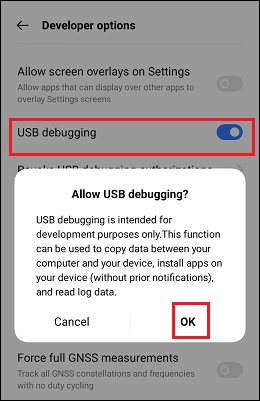 Developer options
Allow screen overlays on Settings
Allow apps that can display over other apps to
overlay Settings screens
USB debugging
Revoke USB debugging authorizations
Allow USB debugging?
USB debugging is intended for
development purposes only.This function
can be used to copy data between your
computer and your device, install apps on
your device (without prior notifications),
and read log data.
Cancel
OK
Force full GNSS measurements
Track all GNSS constellations and frequencies
with no duty cycling